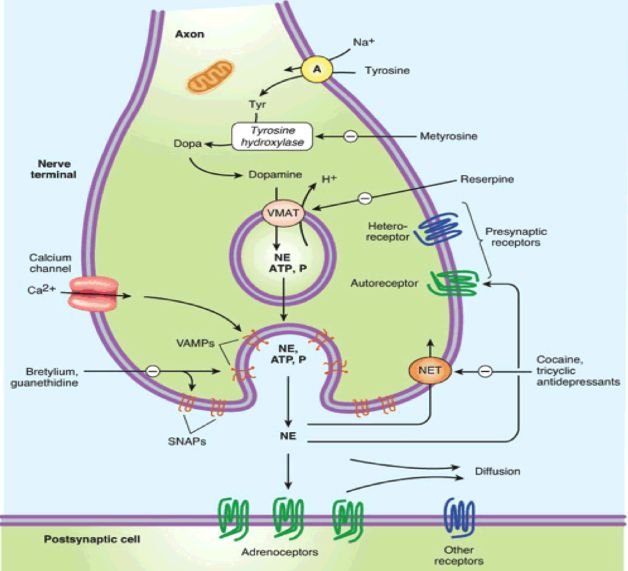 Axon
Na+
A
Tyrosine
Tyr
Tyrosine
hydroxylase
Metyrosine
Dopa
Nerve
terminal
Dopamine
H+
Reserpine
VMAT
Hetero-
receptor
Presynaptic
receptors
NE
ATP, P
Calcium
channel
Ca2+
Autoreceptor
VAMPs
NE,
ATP, P
Bretylium,
guanethidine
NET
Cocaine,
tricyclic
antidepressants
SNAPs
NE
Diffusion
Postsynaptic cell
Adrenoceptors
Other
receptors